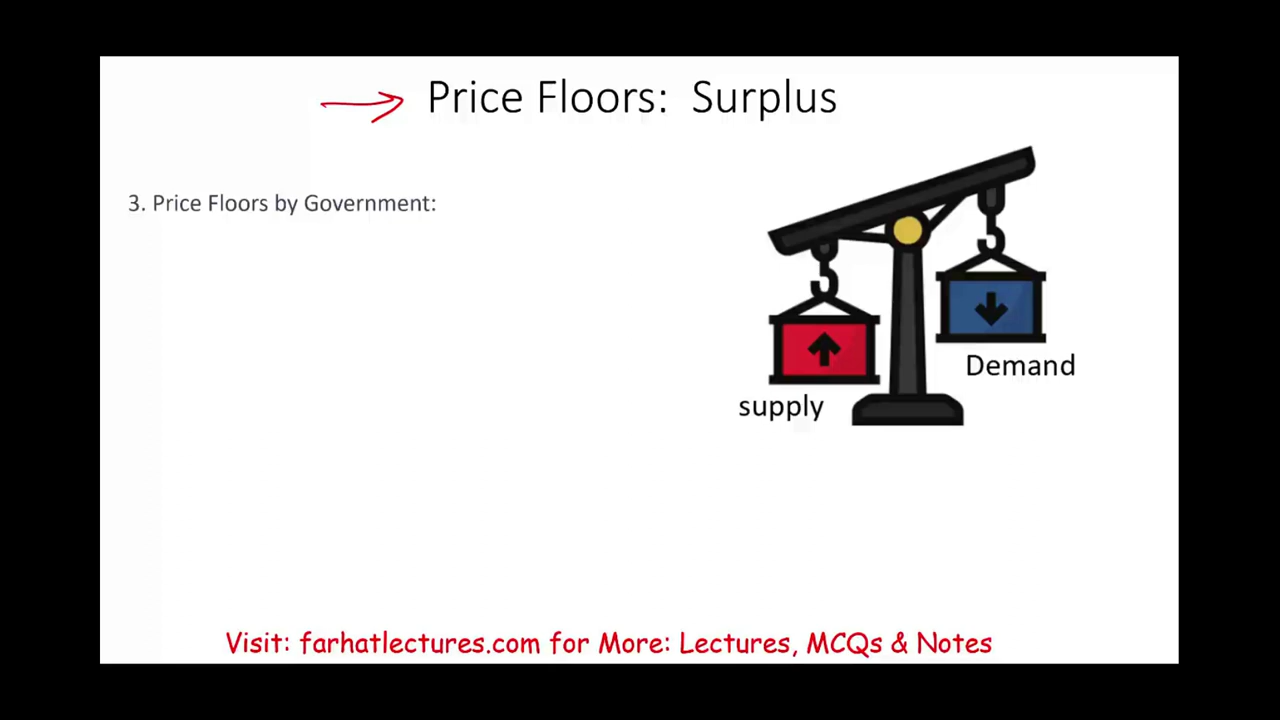 Price Floors: Surplus
3. Price Floors by Government:
Demand
supply
Visit: farhatlectures.com for More: Lectures, MCQs & Notes